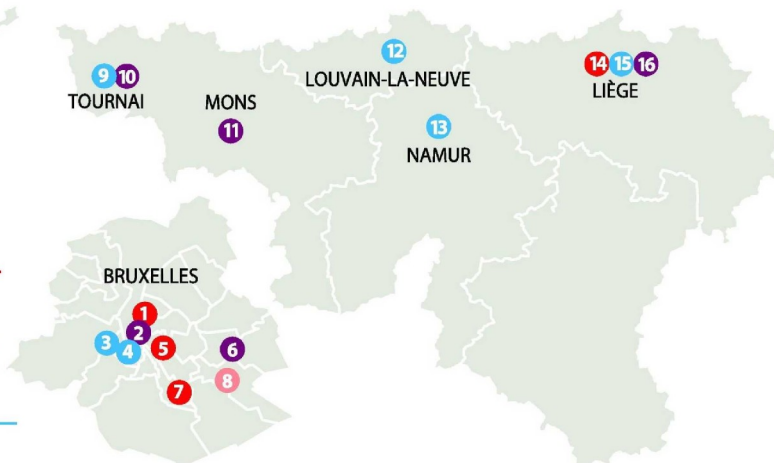 12
LOUVAIN-LA-NEUVE
14 15 16
LIÈGE
9 10
TOURNAI
MONS
11
13
NAMUR
BRUXELLES
1
2
3
4
5
6
7
8